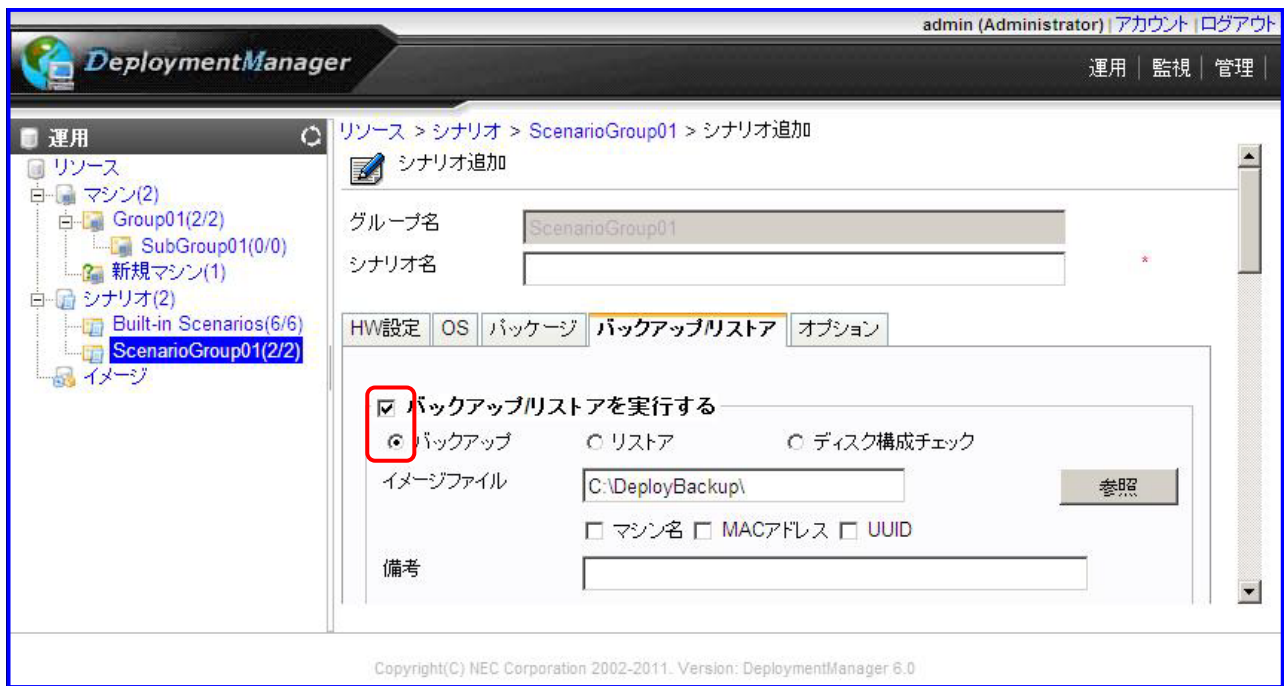 admin (Administrator) | アカウント | ログアウト
DeploymentManager
運用 | 監視 | 管理 |
運用
リソース
マシン(2)
Group01(2/2)
SubGroup01(0/0)
新規マシン(1)
シナリオ(2)
Built-in Scenarios(6/6)
ScenarioGroup01(2/2)
イメージ
リソース > シナリオ > ScenarioGroup01 > シナリオ追加
シナリオ追加
グループ名 ScenarioGroup01
シナリオ名 *
HW設定 OS パッケージ バックアップ/リストア オプション
バックアップ/リストアを実行する
バックアップ リストア ディスク構成チェック
イメージファイル C:\DeployBackup\ 参照
マシン名 MACアドレス UUID
備考
Copyright(C) NEC Corporation 2002-2011. Version: DeploymentManager 6.0